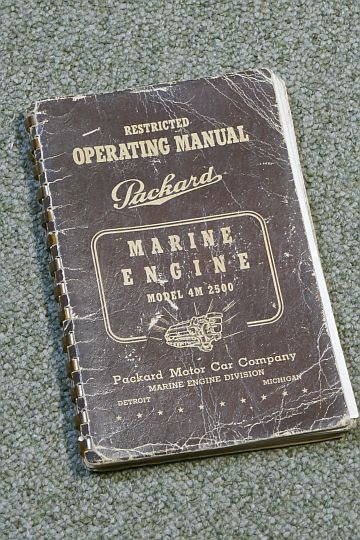 RESTRICTED
OPERATING MANUAL
Packard
MARINE
ENGINE
MODEL 4M 2500
Packard Motor Car Company
MARINE ENGINE DIVISION
DETROIT MICHIGAN